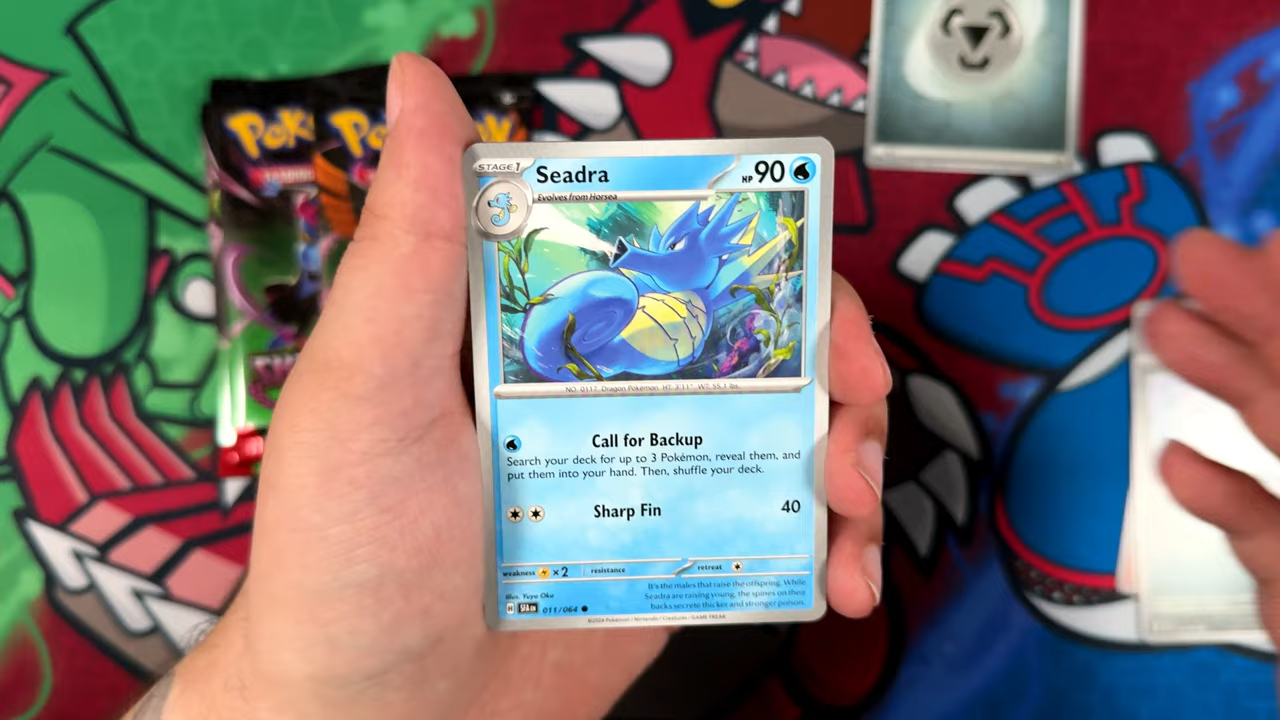 STAGE 1
Seadra
HP 90
Evolves from Horsea
NO. 0117 Dragon Pokémon HT: 3'11" WT: 55.1 lbs.
Call for Backup
Search your deck for up to 3 Pokémon, reveal them, and
put them into your hand. Then, shuffle your deck.
Sharp Fin 40
weakness ×2 resistance retreat
It's the males that raise the offspring. While
Seadra are raising young, the spines on their
backs secrete thicker and stronger poison.
Illus. Yuya Oka
H SFA EN 011/064
©2024 Pokémon / Nintendo / Creatures / GAME FREAK